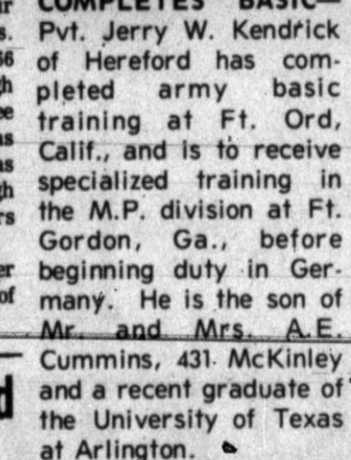 COMPLETES BASIC—
Pvt. Jerry W. Kendrick
of Hereford has com-
pleted army basic
training at Ft. Ord,
Calif., and is to receive
specialized training in
the M.P. division at Ft.
Gordon, Ga., before
beginning duty in Ger-
many. He is the son of
Mr. and Mrs. A.E.
Cummins, 431 McKinley
and a recent graduate of
the University of Texas
at Arlington.